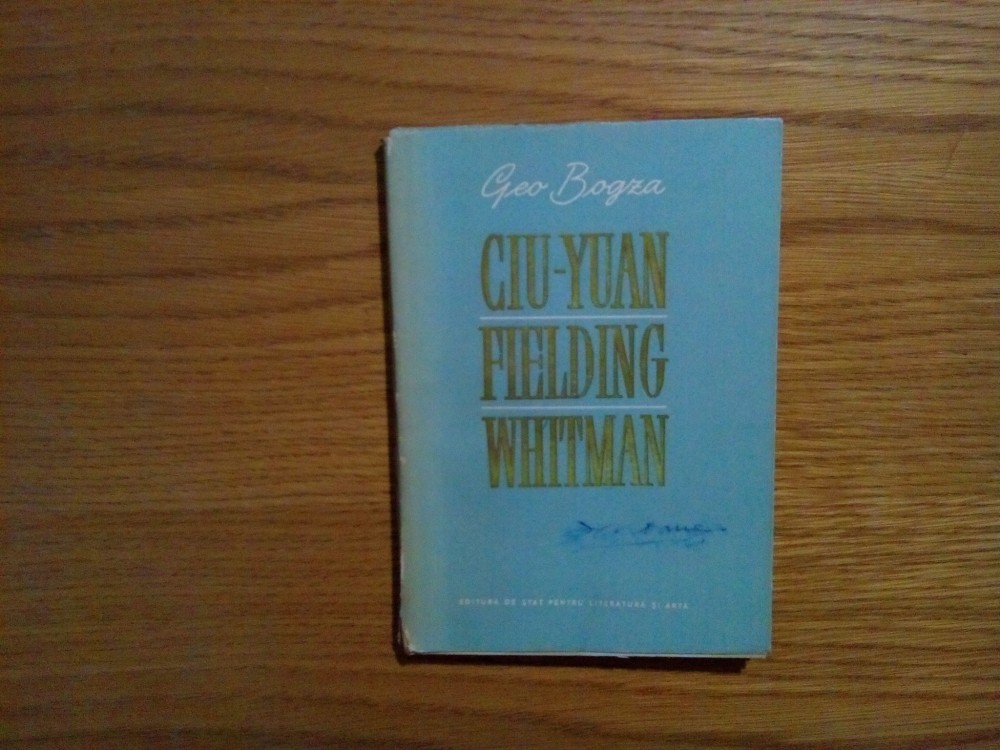 Geo Bogza
CIU-YUAN
FIELDING
WHITMAN
EDITURA DE STAT PENTRU LITERATURĂ ȘI ARTĂ